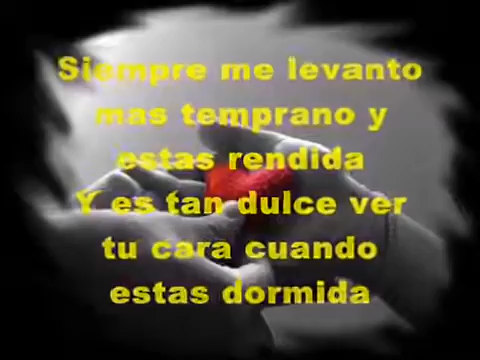 Siempre me levanto
mas temprano y
estas rendida
Y es tan dulce ver
tu cara cuando
estas dormida